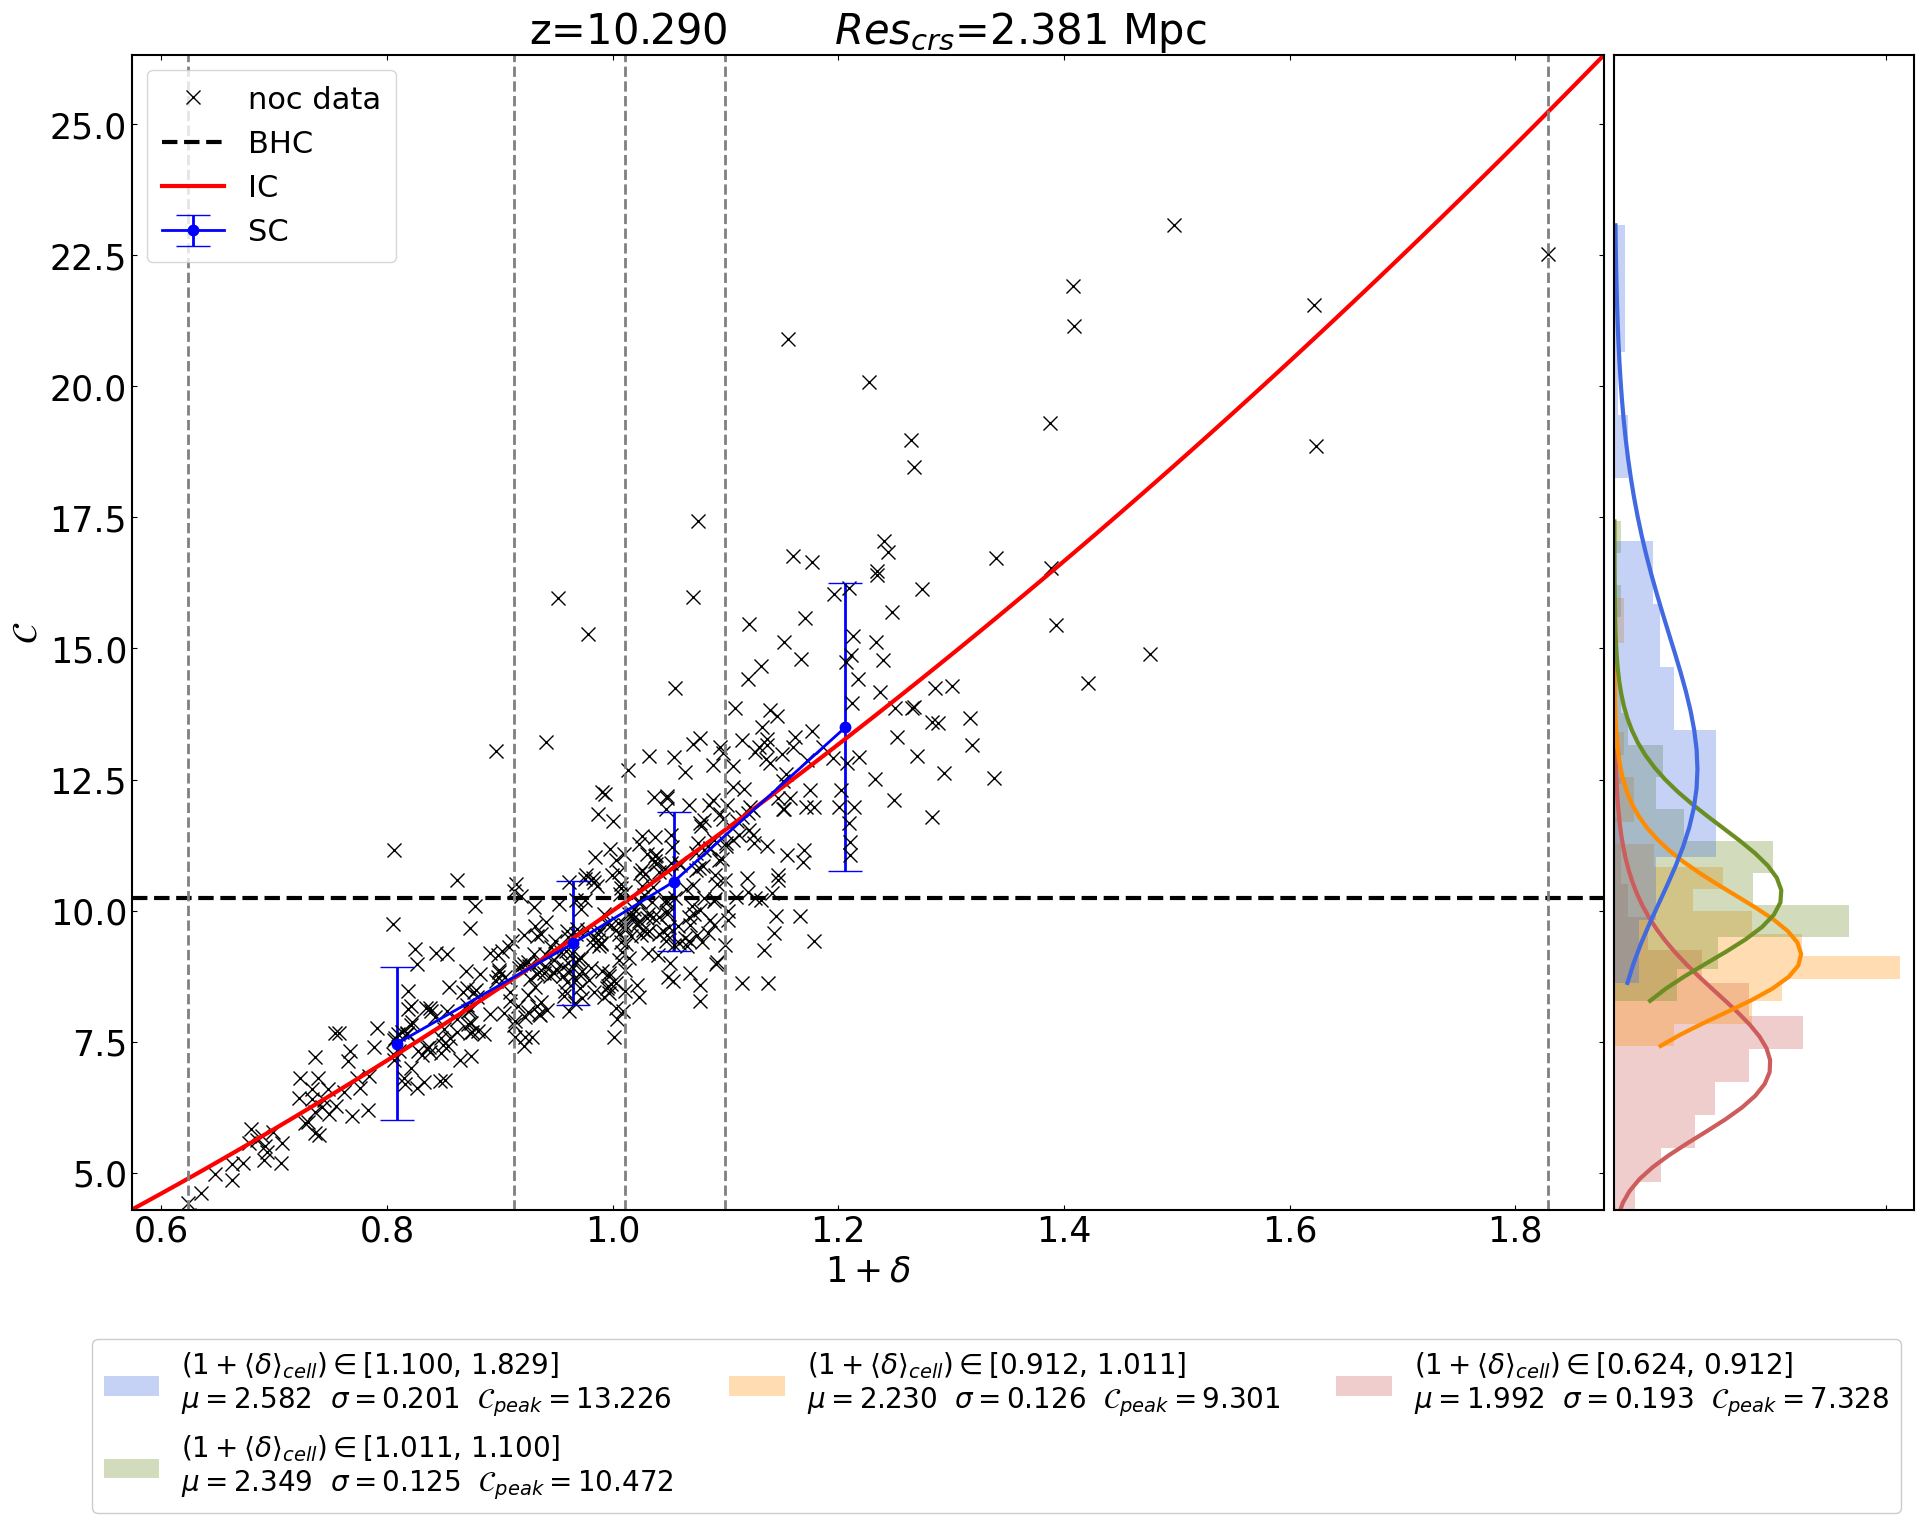 z=10.290 Res_crs=2.381 Mpc
noc data
BHC
IC
SC
25.0
22.5
20.0
17.5
15.0
12.5
10.0
7.5
5.0
𝒞
0.6 0.8 1.0 1.2 1.4 1.6 1.8
1 + δ
(1 + ⟨δ⟩_cell) ∈ [1.100, 1.829]
μ = 2.582 σ = 0.201 𝒞_peak = 13.226
(1 + ⟨δ⟩_cell) ∈ [1.011, 1.100]
μ = 2.349 σ = 0.125 𝒞_peak = 10.472
(1 + ⟨δ⟩_cell) ∈ [0.912, 1.011]
μ = 2.230 σ = 0.126 𝒞_peak = 9.301
(1 + ⟨δ⟩_cell) ∈ [0.624, 0.912]
μ = 1.992 σ = 0.193 𝒞_peak = 7.328